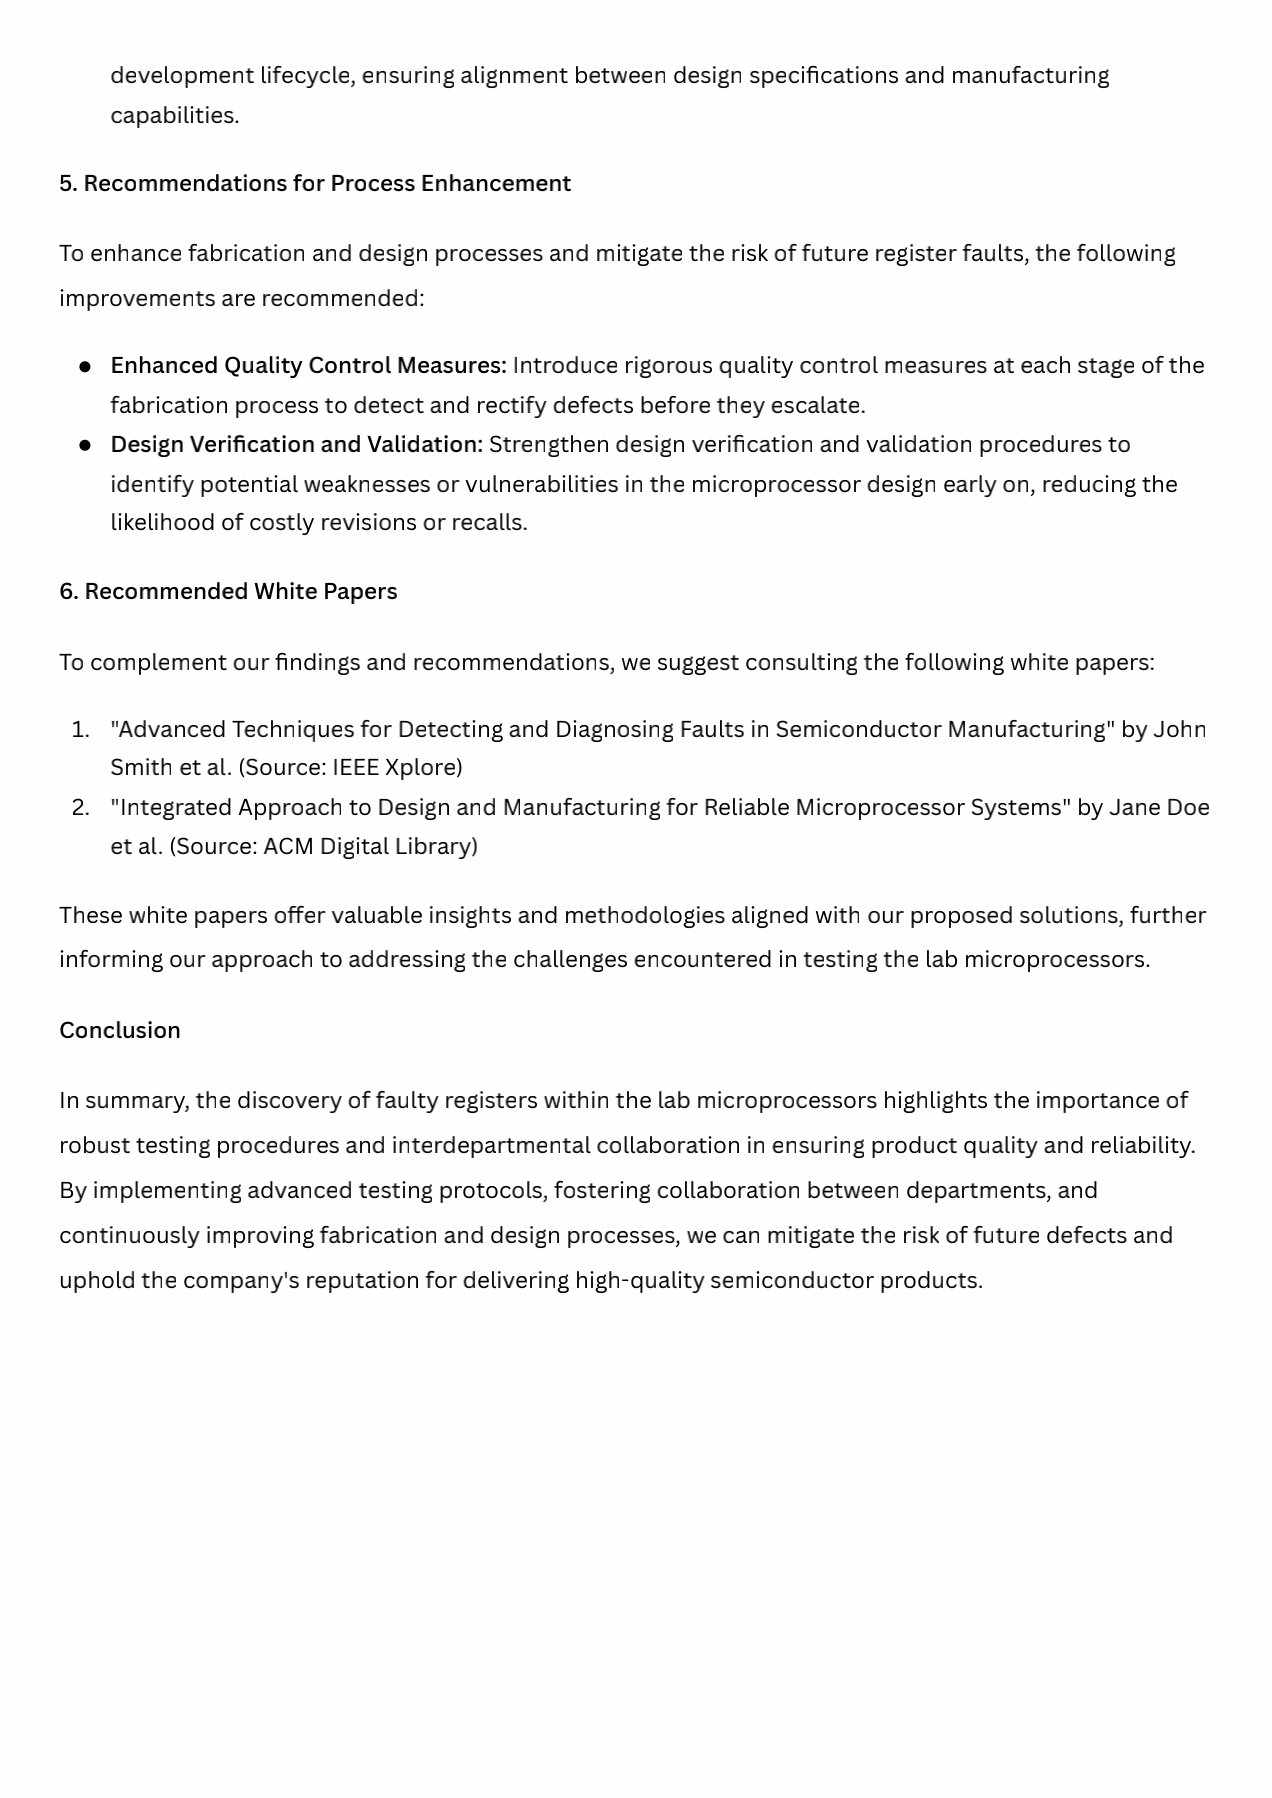 development lifecycle, ensuring alignment between design specifications and manufacturing
capabilities.
5. Recommendations for Process Enhancement
To enhance fabrication and design processes and mitigate the risk of future register faults, the following
improvements are recommended:
● Enhanced Quality Control Measures: Introduce rigorous quality control measures at each stage of the
fabrication process to detect and rectify defects before they escalate.
● Design Verification and Validation: Strengthen design verification and validation procedures to
identify potential weaknesses or vulnerabilities in the microprocessor design early on, reducing the
likelihood of costly revisions or recalls.
6. Recommended White Papers
To complement our findings and recommendations, we suggest consulting the following white papers:
1. "Advanced Techniques for Detecting and Diagnosing Faults in Semiconductor Manufacturing" by John
Smith et al. (Source: IEEE Xplore)
2. "Integrated Approach to Design and Manufacturing for Reliable Microprocessor Systems" by Jane Doe
et al. (Source: ACM Digital Library)
These white papers offer valuable insights and methodologies aligned with our proposed solutions, further
informing our approach to addressing the challenges encountered in testing the lab microprocessors.
Conclusion
In summary, the discovery of faulty registers within the lab microprocessors highlights the importance of
robust testing procedures and interdepartmental collaboration in ensuring product quality and reliability.
By implementing advanced testing protocols, fostering collaboration between departments, and
continuously improving fabrication and design processes, we can mitigate the risk of future defects and
uphold the company's reputation for delivering high-quality semiconductor products.